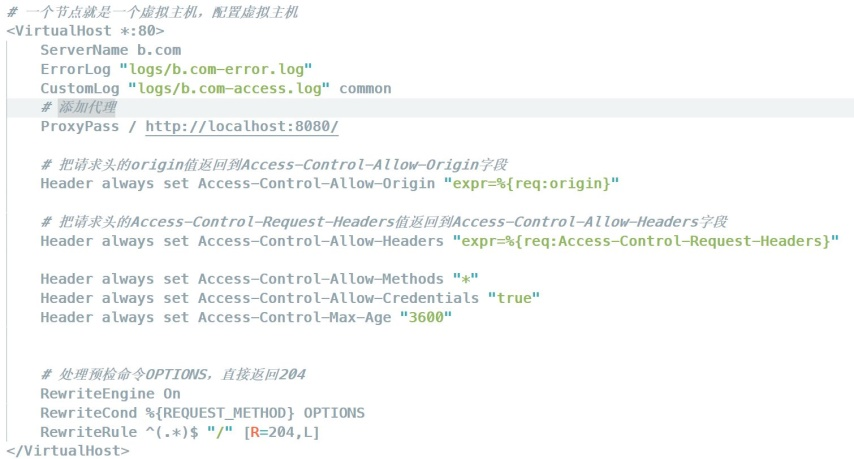 # 一个节点就是一个虚拟主机，配置虚拟主机
<VirtualHost *:80>
ServerName b.com
ErrorLog "logs/b.com-error.log"
CustomLog "logs/b.com-access.log" common
# 添加代理
ProxyPass / http://localhost:8080/
# 把请求头的origin值返回到Access-Control-Allow-Origin字段
Header always set Access-Control-Allow-Origin "expr=%{req:origin}"
# 把请求头的Access-Control-Request-Headers值返回到Access-Control-Allow-Headers字段
Header always set Access-Control-Allow-Headers "expr=%{req:Access-Control-Request-Headers}"
Header always set Access-Control-Allow-Methods "*"
Header always set Access-Control-Allow-Credentials "true"
Header always set Access-Control-Max-Age "3600"
# 处理预检命令OPTIONS，直接返回204
RewriteEngine On
RewriteCond %{REQUEST_METHOD} OPTIONS
RewriteRule ^(.*)$ "/" [R=204,L]
</VirtualHost>